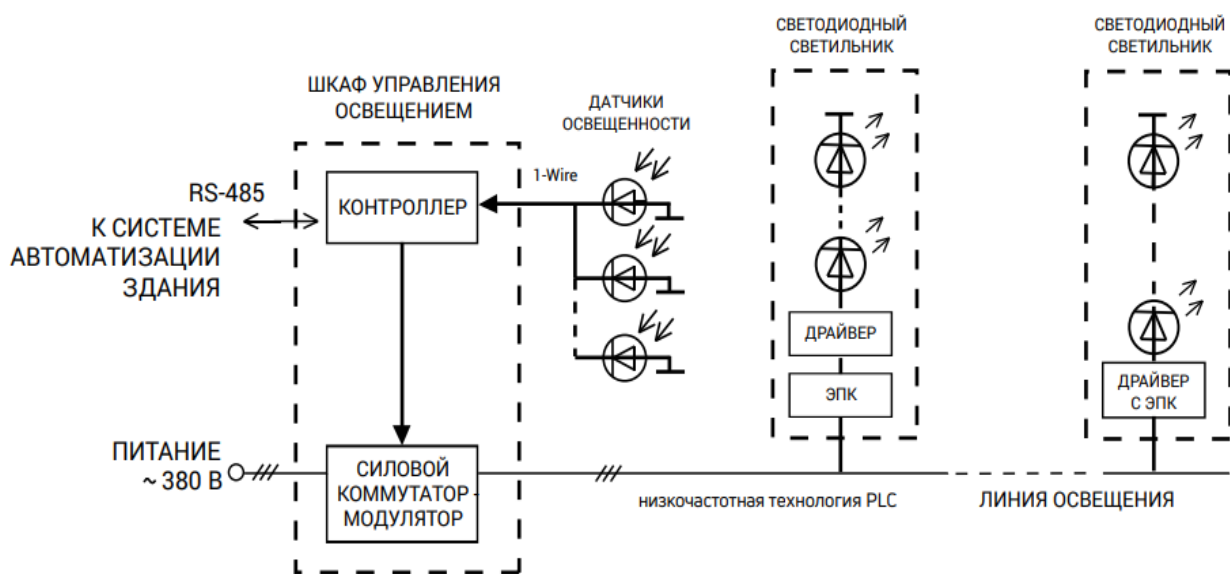 СВЕТОДИОДНЫЙ
СВЕТИЛЬНИК
СВЕТОДИОДНЫЙ
СВЕТИЛЬНИК
ШКАФ УПРАВЛЕНИЯ
ОСВЕЩЕНИЕМ
ДАТЧИКИ
ОСВЕЩЕННОСТИ
1-Wire
RS-485
КОНТРОЛЛЕР
К СИСТЕМЕ
АВТОМАТИЗАЦИИ
ЗДАНИЯ
ДРАЙВЕР
ЭПК
ДРАЙВЕР
С ЭПК
ПИТАНИЕ
~ 380 В
СИЛОВОЙ
КОММУТАТОР -
МОДУЛЯТОР
низкочастотная технология PLC
ЛИНИЯ ОСВЕЩЕНИЯ